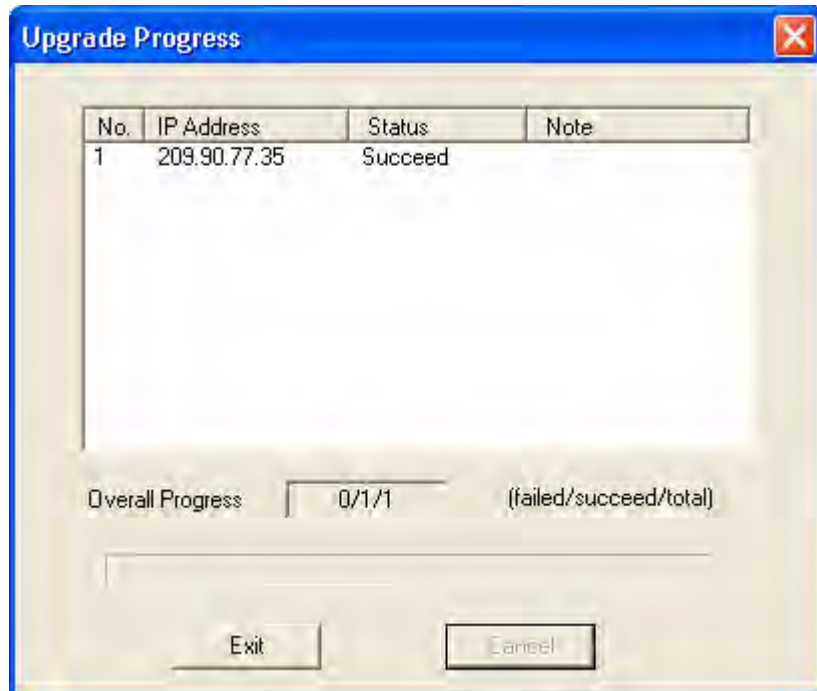 Upgrade Progress
No. IP Address Status Note
1 209.90.77.35 Succeed
Overall Progress 0/1/1 (failed/succeed/total)
Exit Cancel